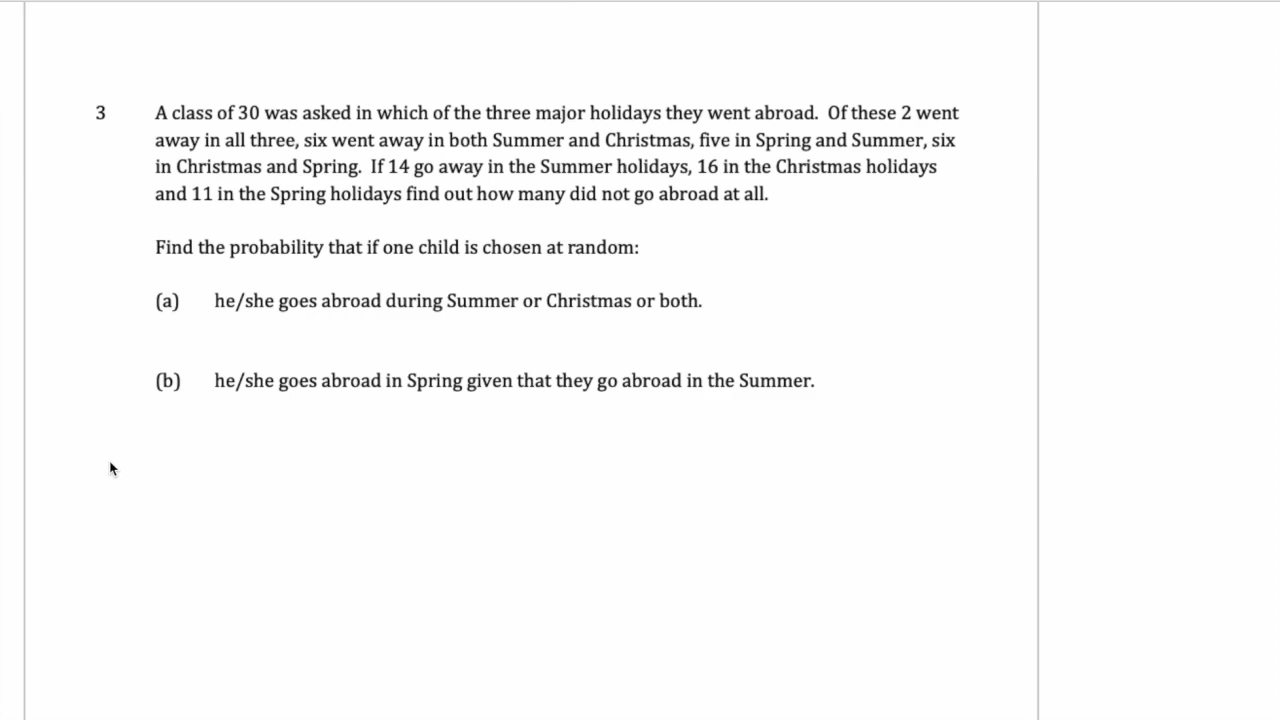 3 A class of 30 was asked in which of the three major holidays they went abroad. Of these 2 went
away in all three, six went away in both Summer and Christmas, five in Spring and Summer, six
in Christmas and Spring. If 14 go away in the Summer holidays, 16 in the Christmas holidays
and 11 in the Spring holidays find out how many did not go abroad at all.
Find the probability that if one child is chosen at random:
(a) he/she goes abroad during Summer or Christmas or both.
(b) he/she goes abroad in Spring given that they go abroad in the Summer.